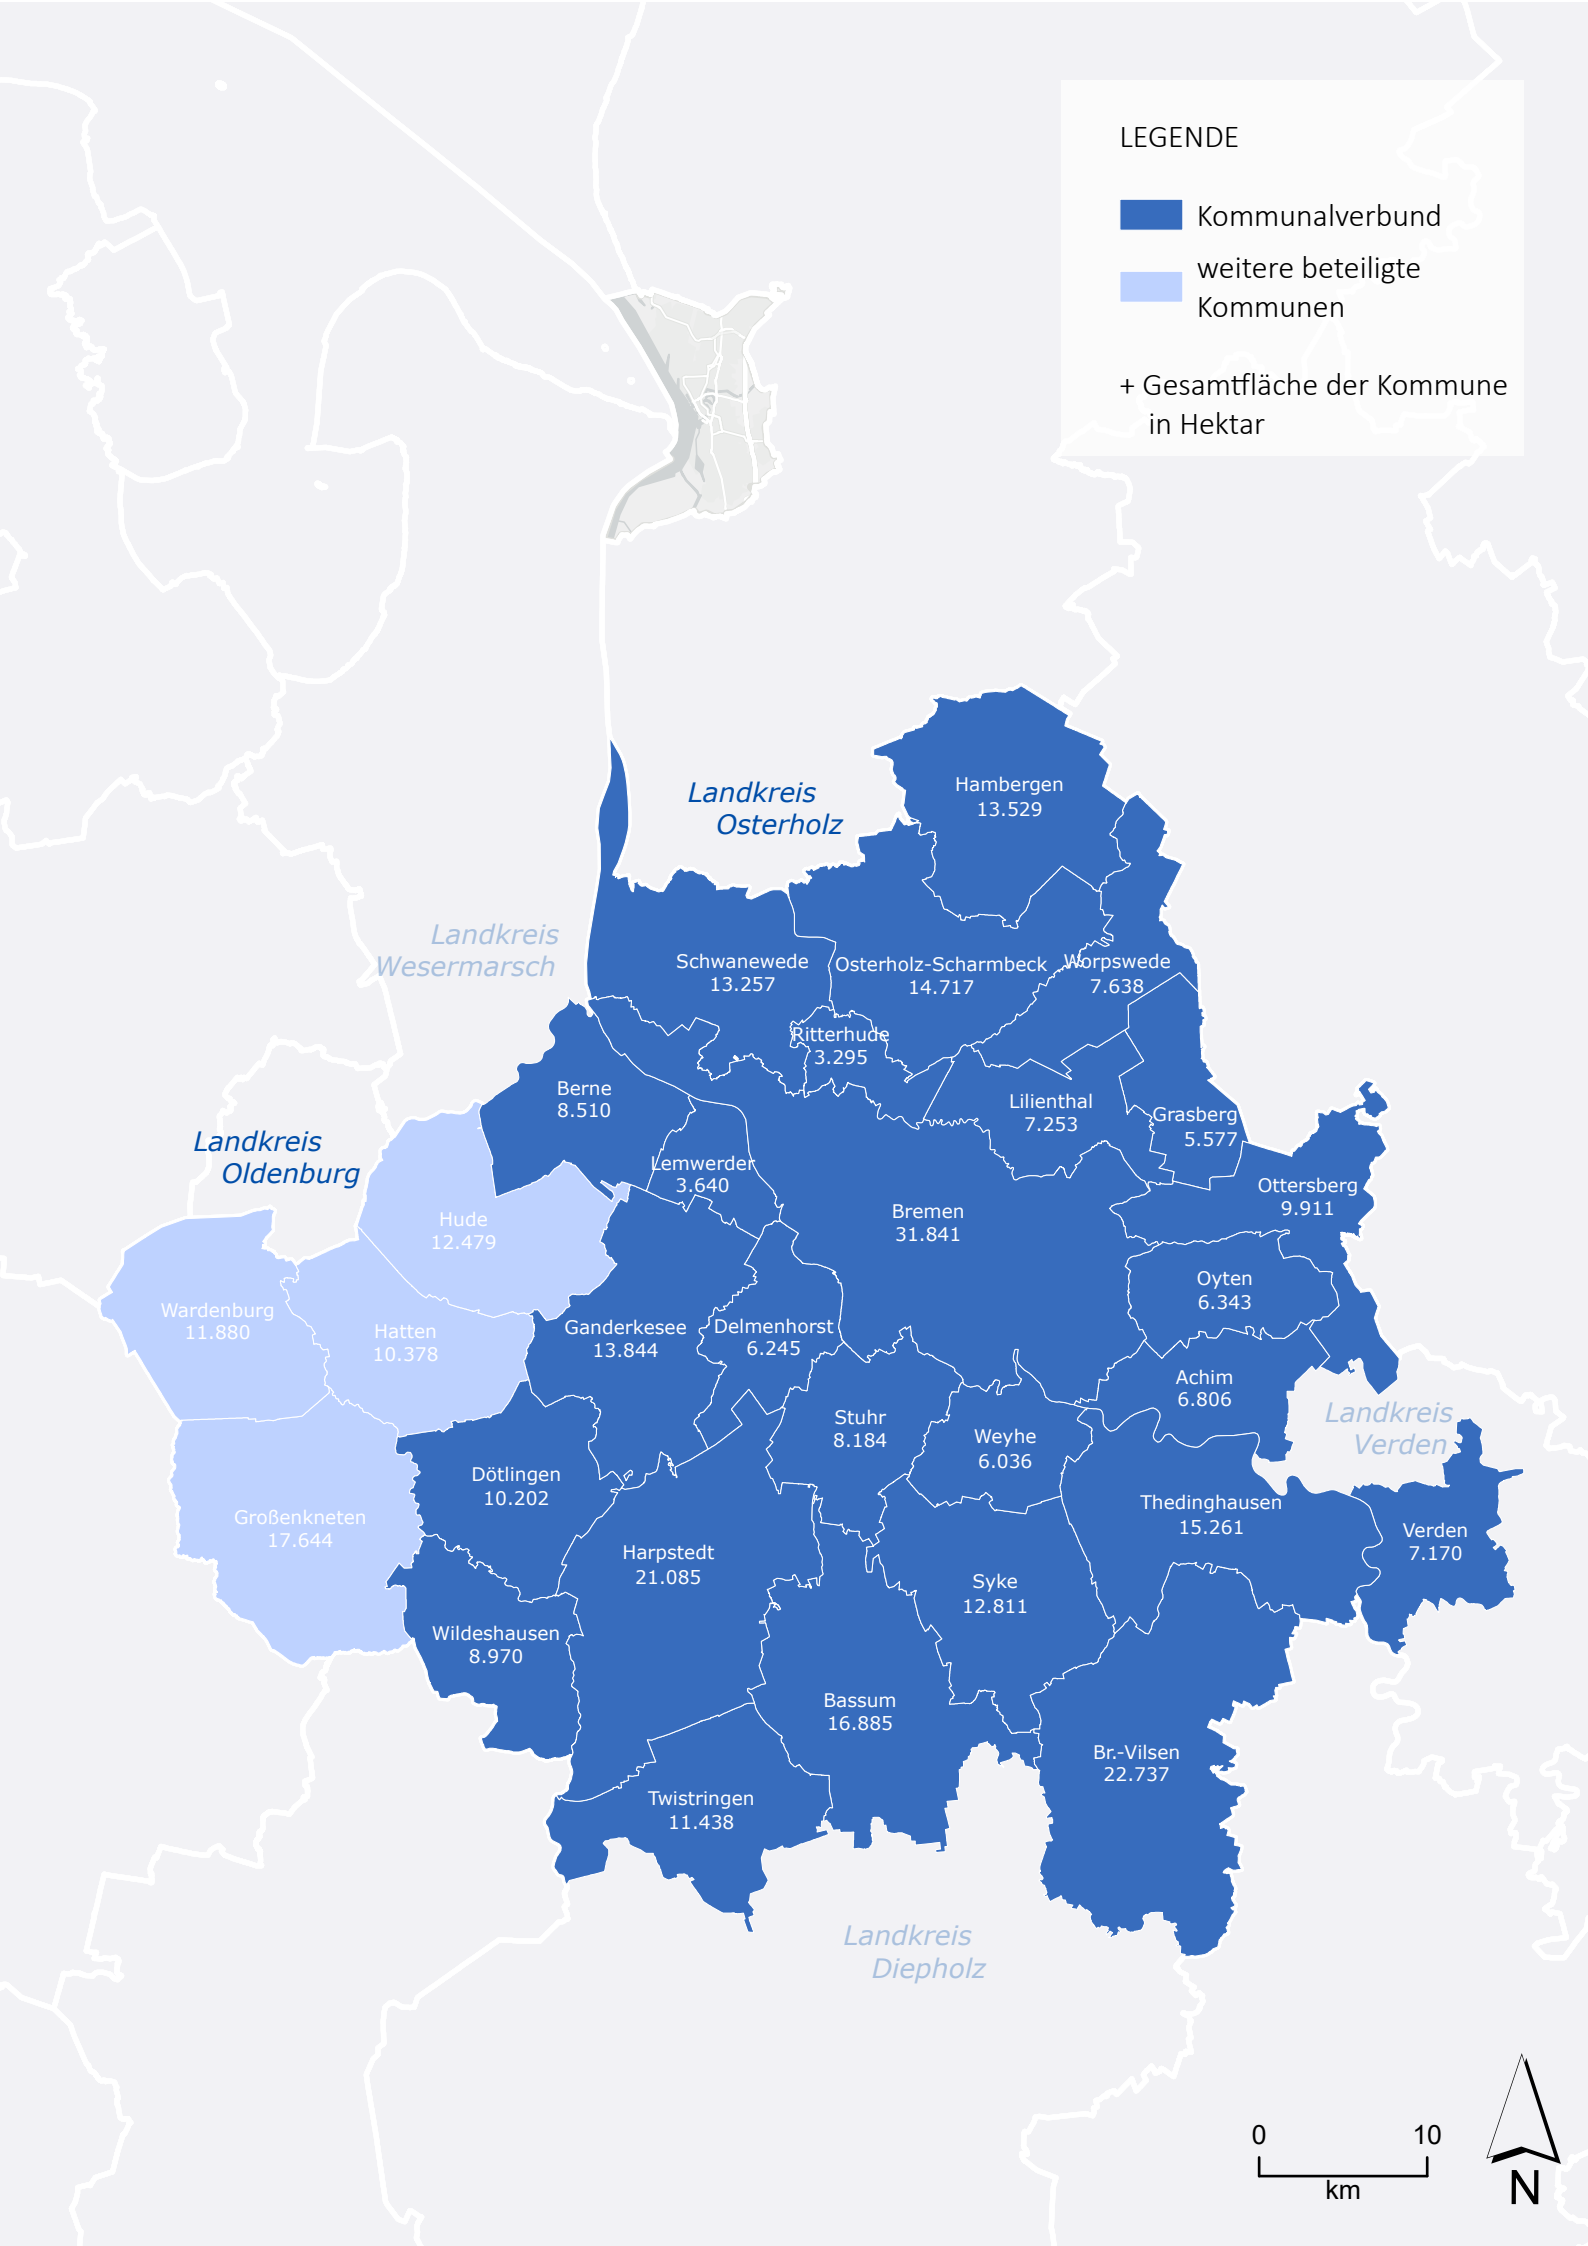 LEGENDE
Kommunalverbund
weitere beteiligte
Kommunen
+ Gesamtfläche der Kommune
in Hektar
Hambergen
13.529
Landkreis
Osterholz
Landkreis
Wesermarsch
Schwanewede
13.257
Osterholz-Scharmbeck
14.717
Worpswede
7.638
Ritterhude
3.295
Berne
8.510
Lilienthal
7.253
Grasberg
5.577
Landkreis
Oldenburg
Lemwerder
3.640
Ottersberg
9.911
Hude
12.479
Bremen
31.841
Oyten
6.343
Wardenburg
11.880
Hatten
10.378
Ganderkesee
13.844
Delmenhorst
6.245
Achim
6.806
Stuhr
8.184
Weyhe
6.036
Landkreis
Verden
Dötlingen
10.202
Thedinghausen
15.261
Großenkneten
17.644
Verden
7.170
Harpstedt
21.085
Syke
12.811
Wildeshausen
8.970
Bassum
16.885
Br.-Vilsen
22.737
Twistringen
11.438
Landkreis
Diepholz
0 10
km
N